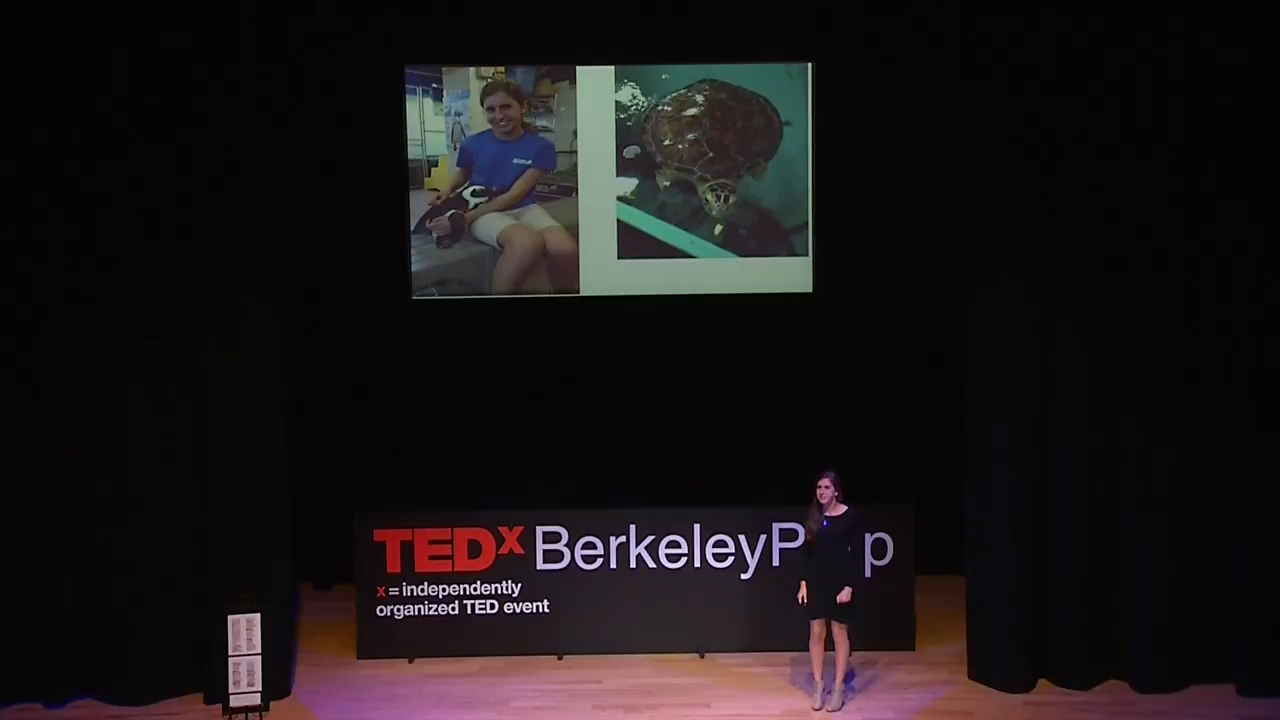 TEDx BerkeleyP p
x = independently
organized TED event